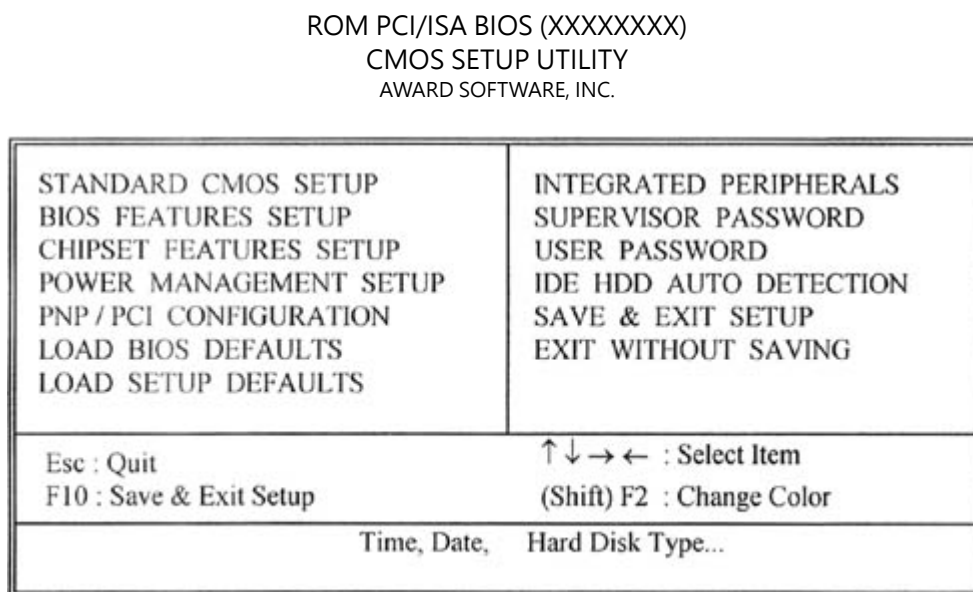 ROM PCI/ISA BIOS (XXXXXXXX)
CMOS SETUP UTILITY
AWARD SOFTWARE, INC.
STANDARD CMOS SETUP
BIOS FEATURES SETUP
CHIPSET FEATURES SETUP
POWER MANAGEMENT SETUP
PNP / PCI CONFIGURATION
LOAD BIOS DEFAULTS
LOAD SETUP DEFAULTS
INTEGRATED PERIPHERALS
SUPERVISOR PASSWORD
USER PASSWORD
IDE HDD AUTO DETECTION
SAVE & EXIT SETUP
EXIT WITHOUT SAVING
Esc : Quit
F10 : Save & Exit Setup
↑ ↓ → ← : Select Item
(Shift) F2 : Change Color
Time, Date, Hard Disk Type...